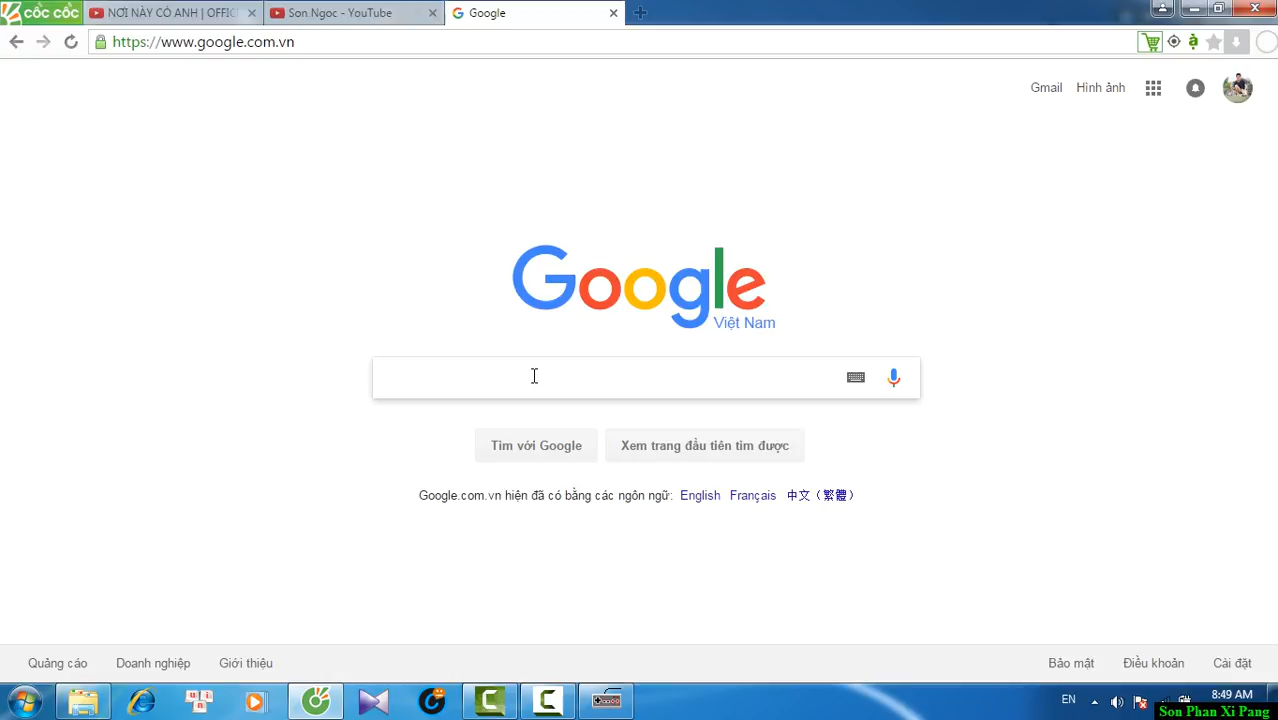 CỐC CỐC
NƠI NÀY CÓ ANH | OFFICI
Son Ngoc - YouTube
Google
https://www.google.com.vn
Gmail Hình ảnh
Google
Việt Nam
Tìm với Google Xem trang đầu tiên tìm được
Google.com.vn hiện đã có bằng các ngôn ngữ: English Français 中文（繁體）
Quảng cáo Doanh nghiệp Giới thiệu Bảo mật Điều khoản Cài đặt
EN 8:49 AM
Son Phan Xi Pang